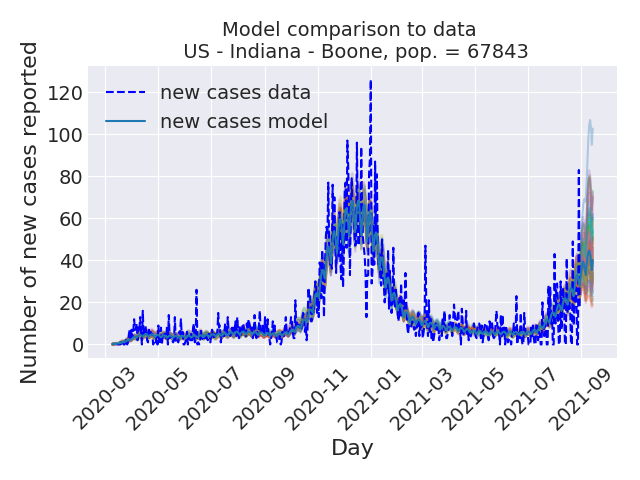 Model comparison to data
US - Indiana - Boone, pop. = 67843
new cases data
new cases model
Number of new cases reported
120
100
80
60
40
20
0
2020-03
2020-05
2020-07
2020-09
2020-11
2021-01
2021-03
2021-05
2021-07
2021-09
Day